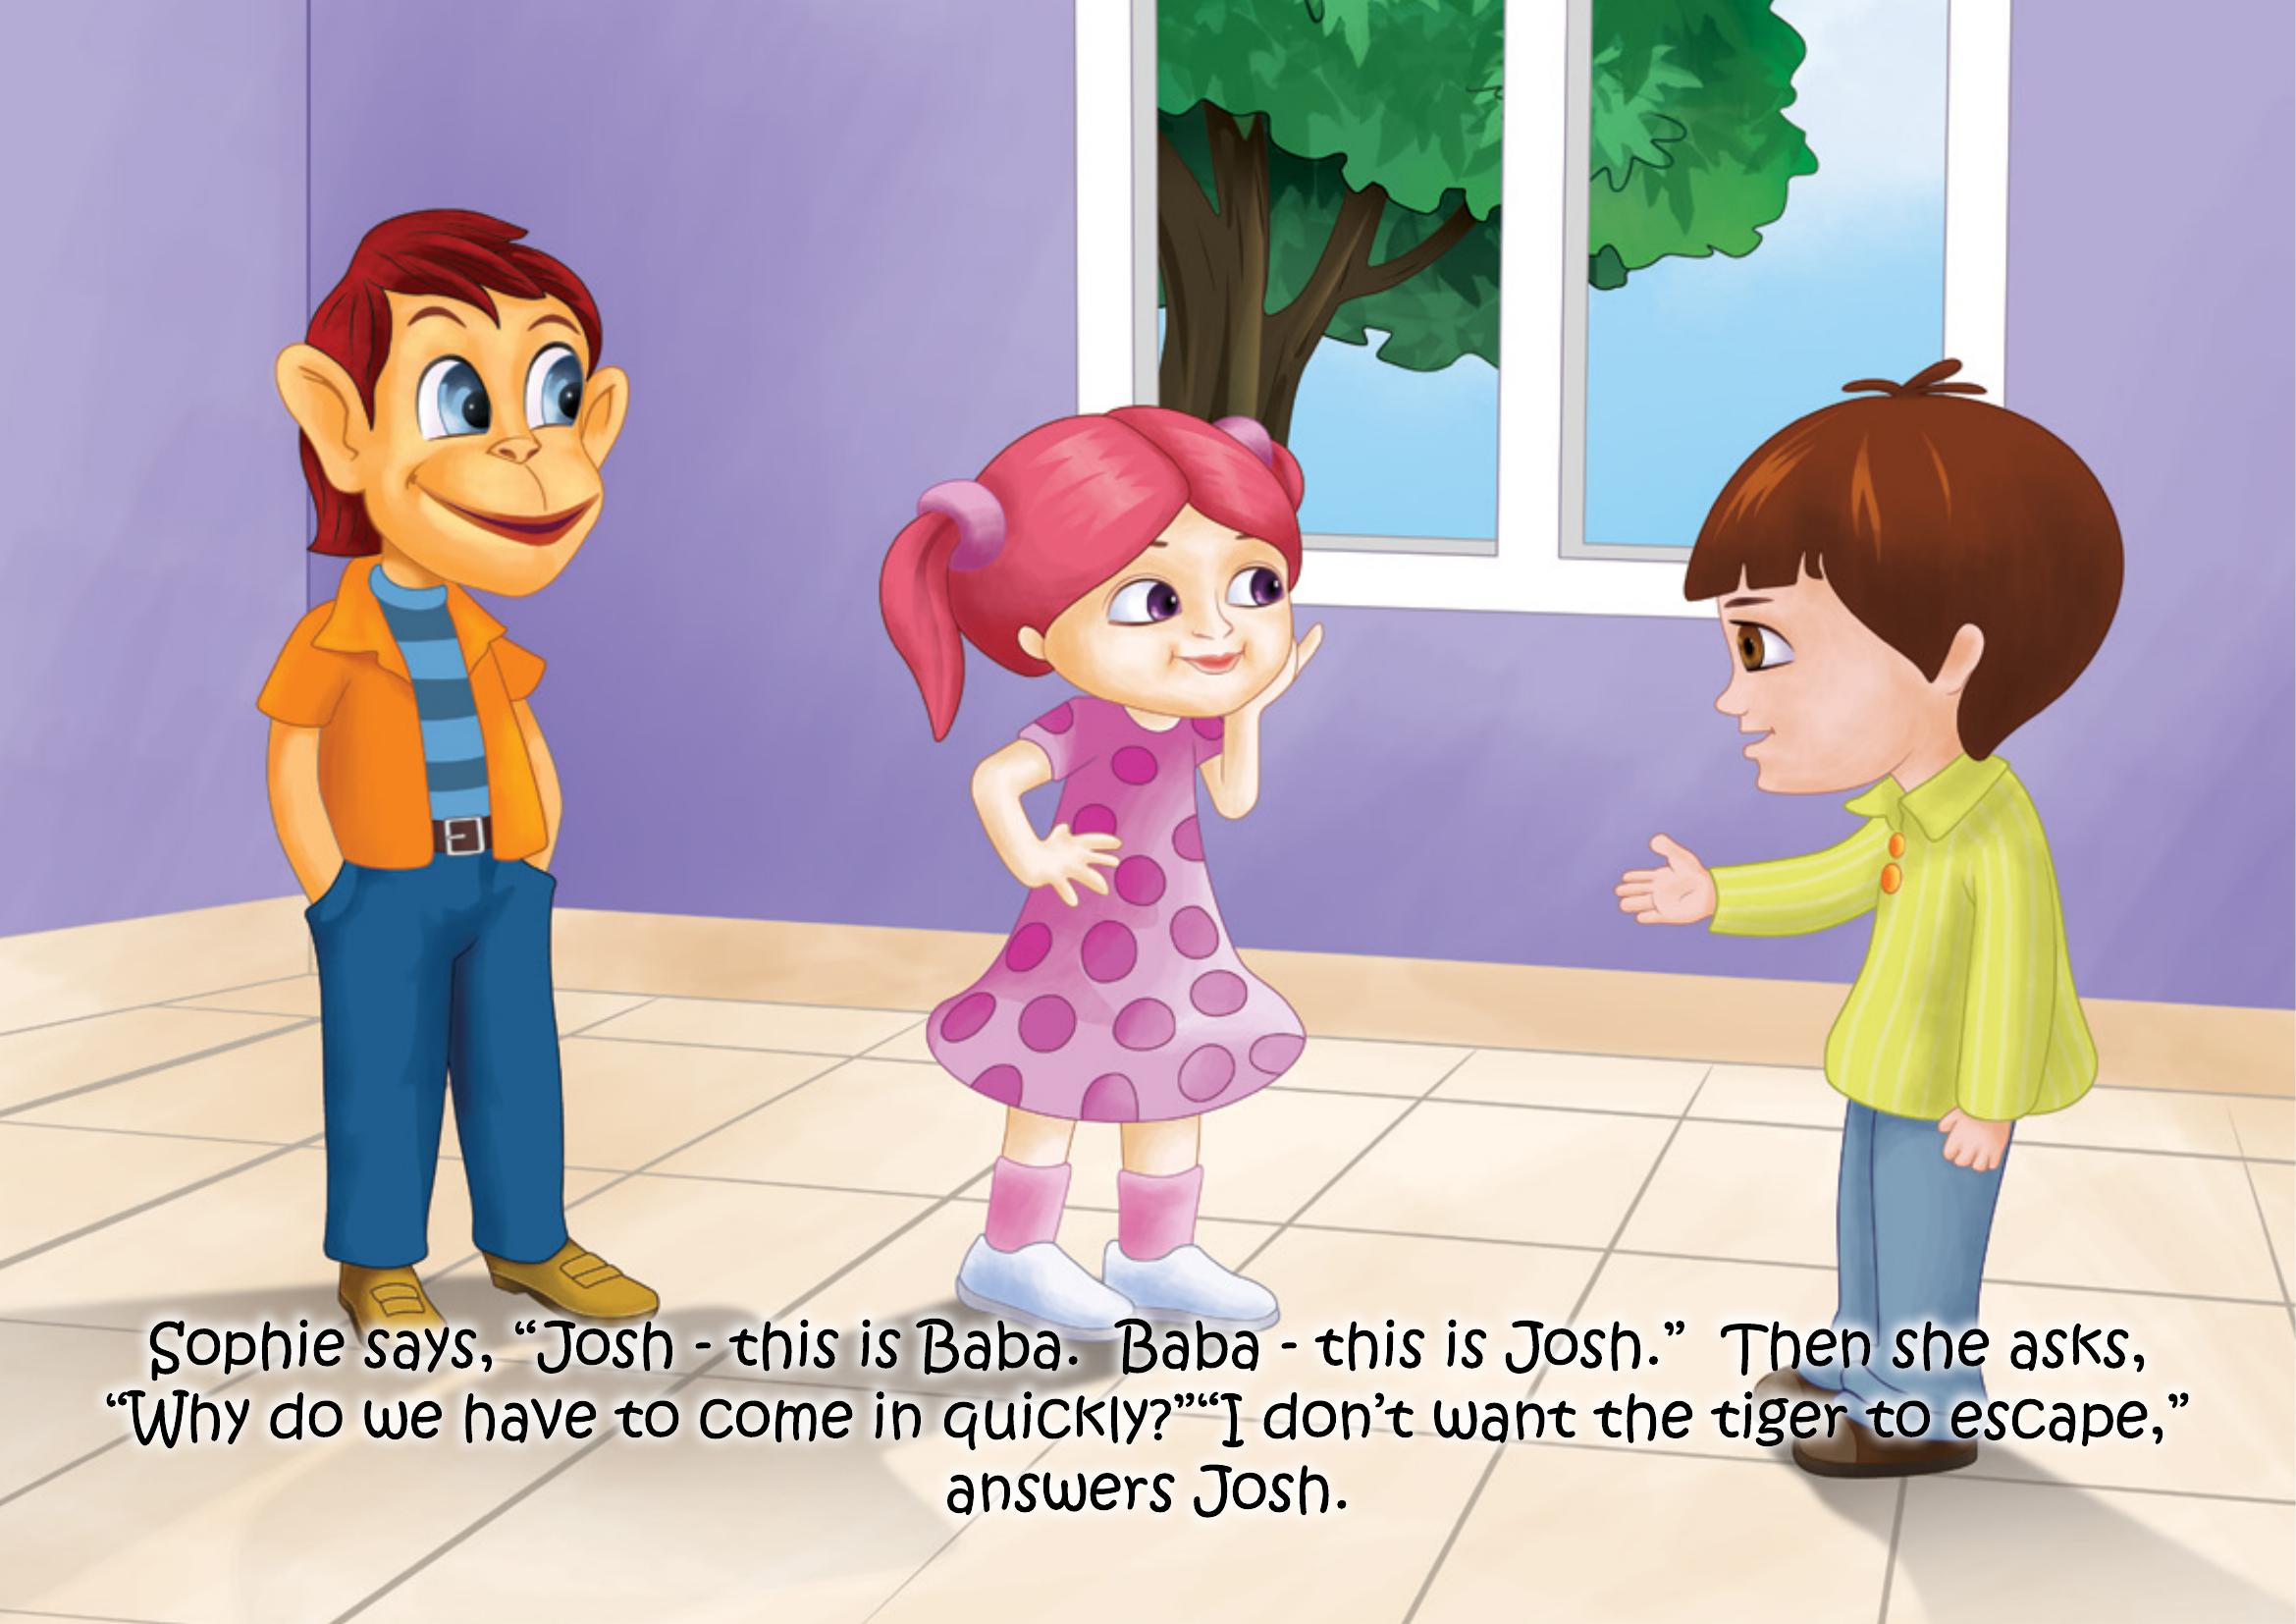 Sophie says, “Josh - this is Baba.  Baba - this is Josh.”  Then she asks,
“Why do we have to come in quickly?”“I don’t want the tiger to escape,”
answers Josh.